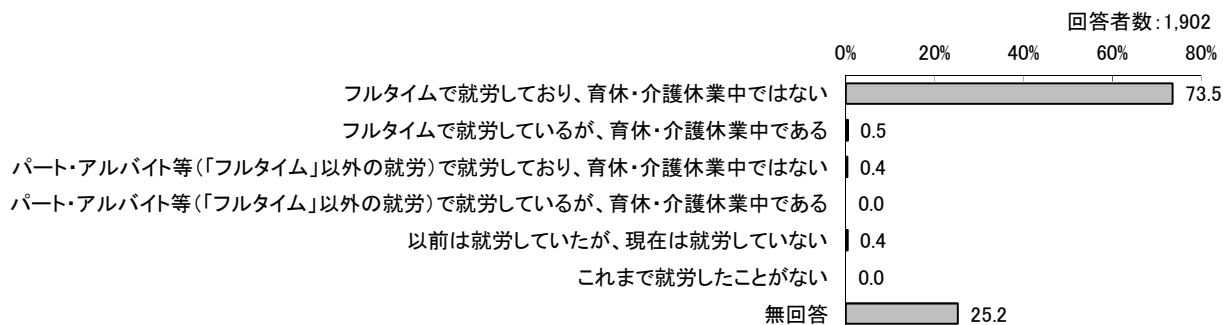 回答者数：1,902
0% 20% 40% 60% 80%
フルタイムで就労しており、育休・介護休業中ではない 73.5
フルタイムで就労しているが、育休・介護休業中である 0.5
パート・アルバイト等（「フルタイム」以外の就労）で就労しており、育休・介護休業中ではない 0.4
パート・アルバイト等（「フルタイム」以外の就労）で就労しているが、育休・介護休業中である 0.0
以前は就労していたが、現在は就労していない 0.4
これまで就労したことがない 0.0
無回答 25.2